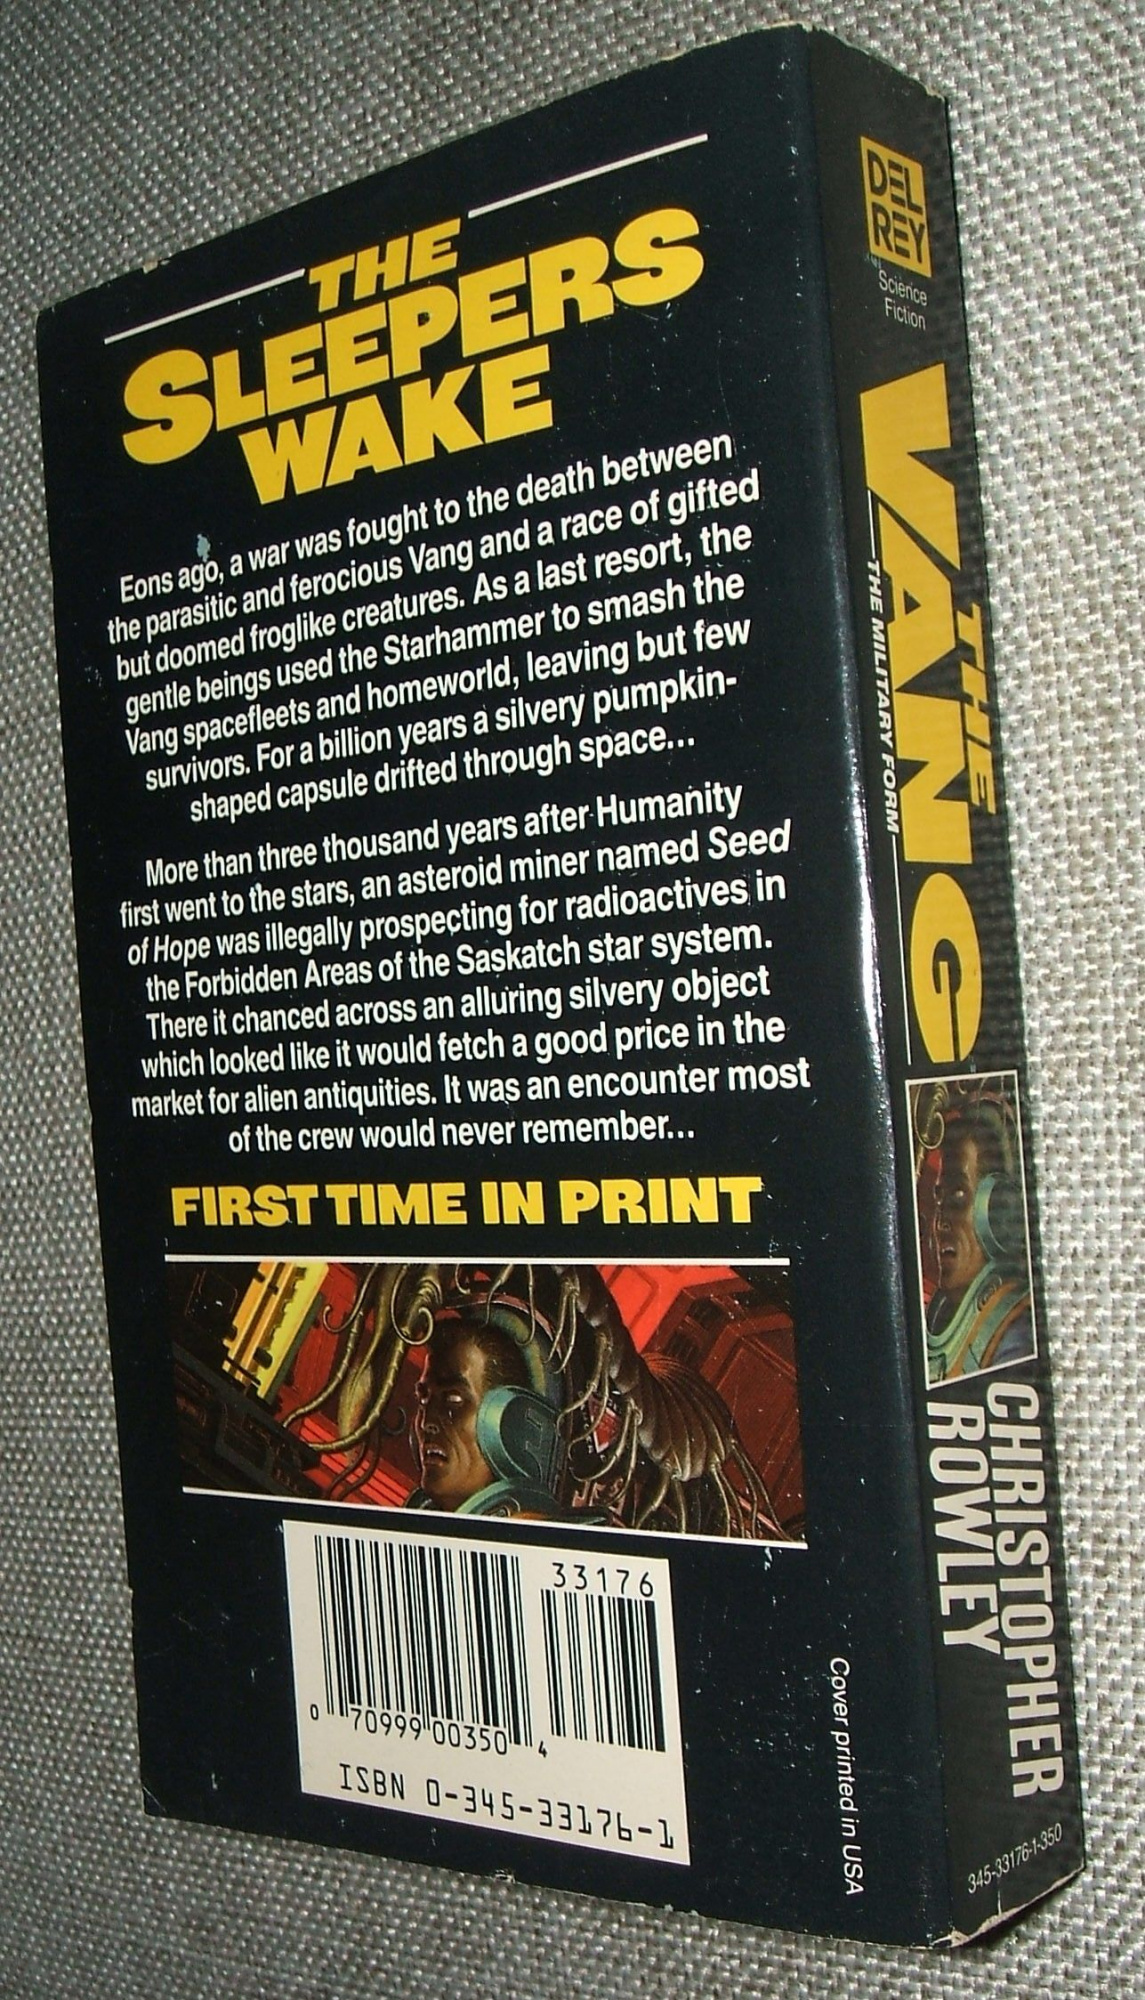 THE
SLEEPERS
WAKE
Eons ago, a war was fought to the death between
the parasitic and ferocious Vang and a race of gifted
but doomed froglike creatures. As a last resort, the
gentle beings used the Starhammer to smash the
Vang spacefleets and homeworld, leaving but few
survivors. For a billion years a silvery pumpkin-
shaped capsule drifted through space...
More than three thousand years after Humanity
first went to the stars, an asteroid miner named Seed
of Hope was illegally prospecting for radioactives in
the Forbidden Areas of the Saskatch star system.
There it chanced across an alluring silvery object
which looked like it would fetch a good price in the
market for alien antiquities. It was an encounter most
of the crew would never remember...
FIRST TIME IN PRINT
33176
0 70999 00350 4
ISBN 0-345-33176-1
Cover printed in USA
DEL
REY
Science
Fiction
THE
VANG
THE MILITARY FORM
CHRISTOPHER
ROWLEY
345-33176-1-350